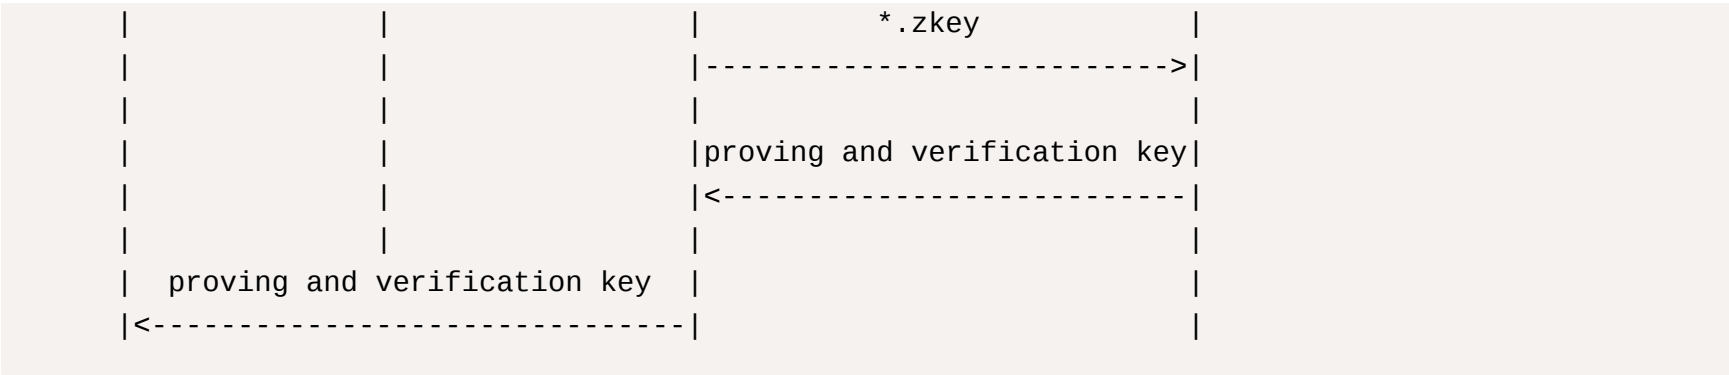 |              |                 |          *.zkey            |
|              |                 |--------------------------->|
|              |                 |                            |
|              |                 |proving and verification key|
|              |                 |<---------------------------|
|              |                 |                            |
|  proving and verification key  |                            |
|<-------------------------------|                            |